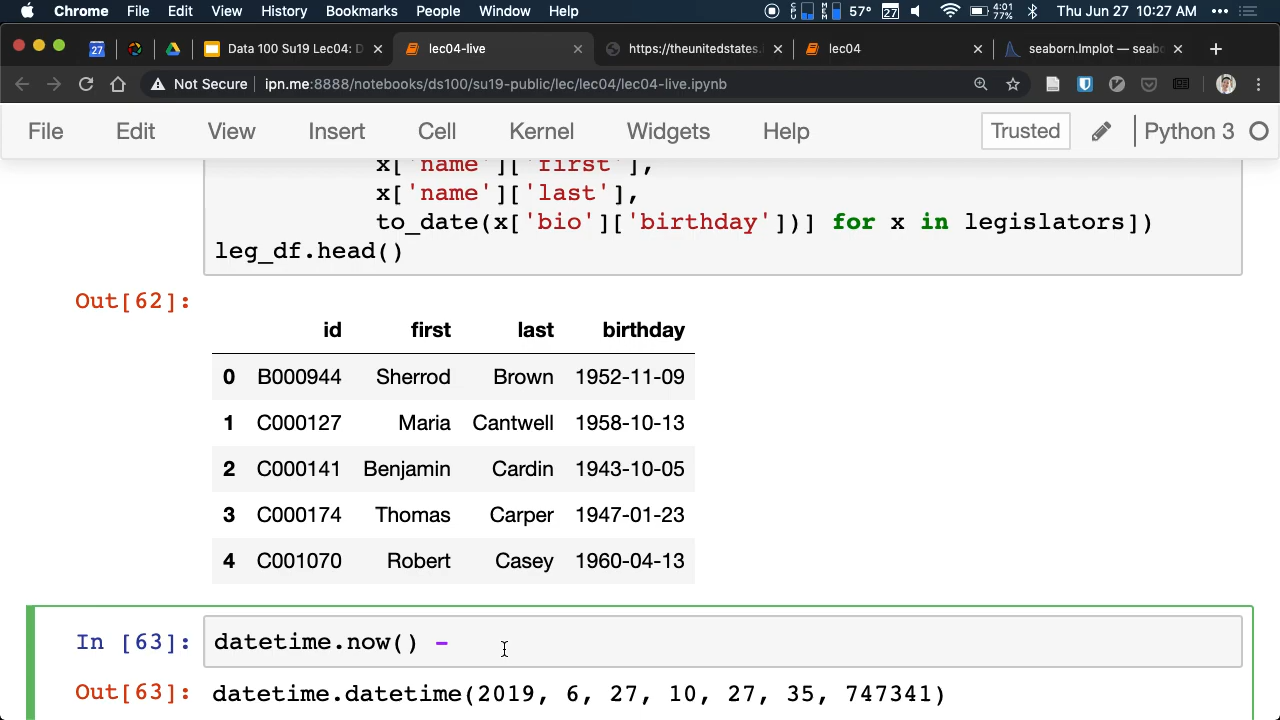 Chrome File Edit View History Bookmarks People Window Help 57° 27 4:01 77% Thu Jun 27 10:27 AM
27 Data 100 Su19 Lec04: D lec04-live https://theunitedstates. lec04 seaborn.lmplot — seabo
Not Secure ipn.me:8888/notebooks/ds100/su19-public/lec/lec04/lec04-live.ipynb
File Edit View Insert Cell Kernel Widgets Help Trusted Python 3
x['name']['first'],
x['name']['last'],
to_date(x['bio']['birthday'])] for x in legislators])
leg_df.head()
Out[62]:
id first last birthday
0 B000944 Sherrod Brown 1952-11-09
1 C000127 Maria Cantwell 1958-10-13
2 C000141 Benjamin Cardin 1943-10-05
3 C000174 Thomas Carper 1947-01-23
4 C001070 Robert Casey 1960-04-13
In [63]: datetime.now() -
Out[63]: datetime.datetime(2019, 6, 27, 10, 27, 35, 747341)